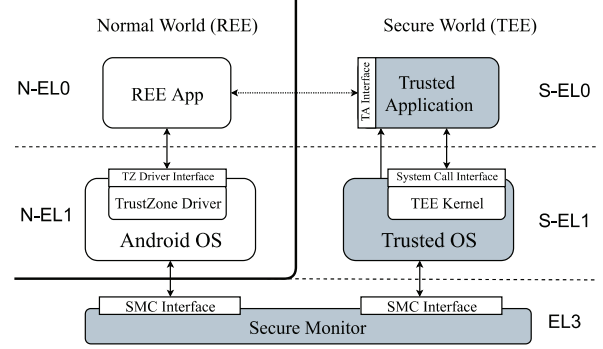 Normal World (REE)
Secure World (TEE)
N-EL0
REE App
TA Interface
Trusted
Application
S-EL0
TZ Driver Interface
TrustZone Driver
Android OS
N-EL1
System Call Interface
TEE Kernel
Trusted OS
S-EL1
SMC Interface
SMC Interface
Secure Monitor
EL3